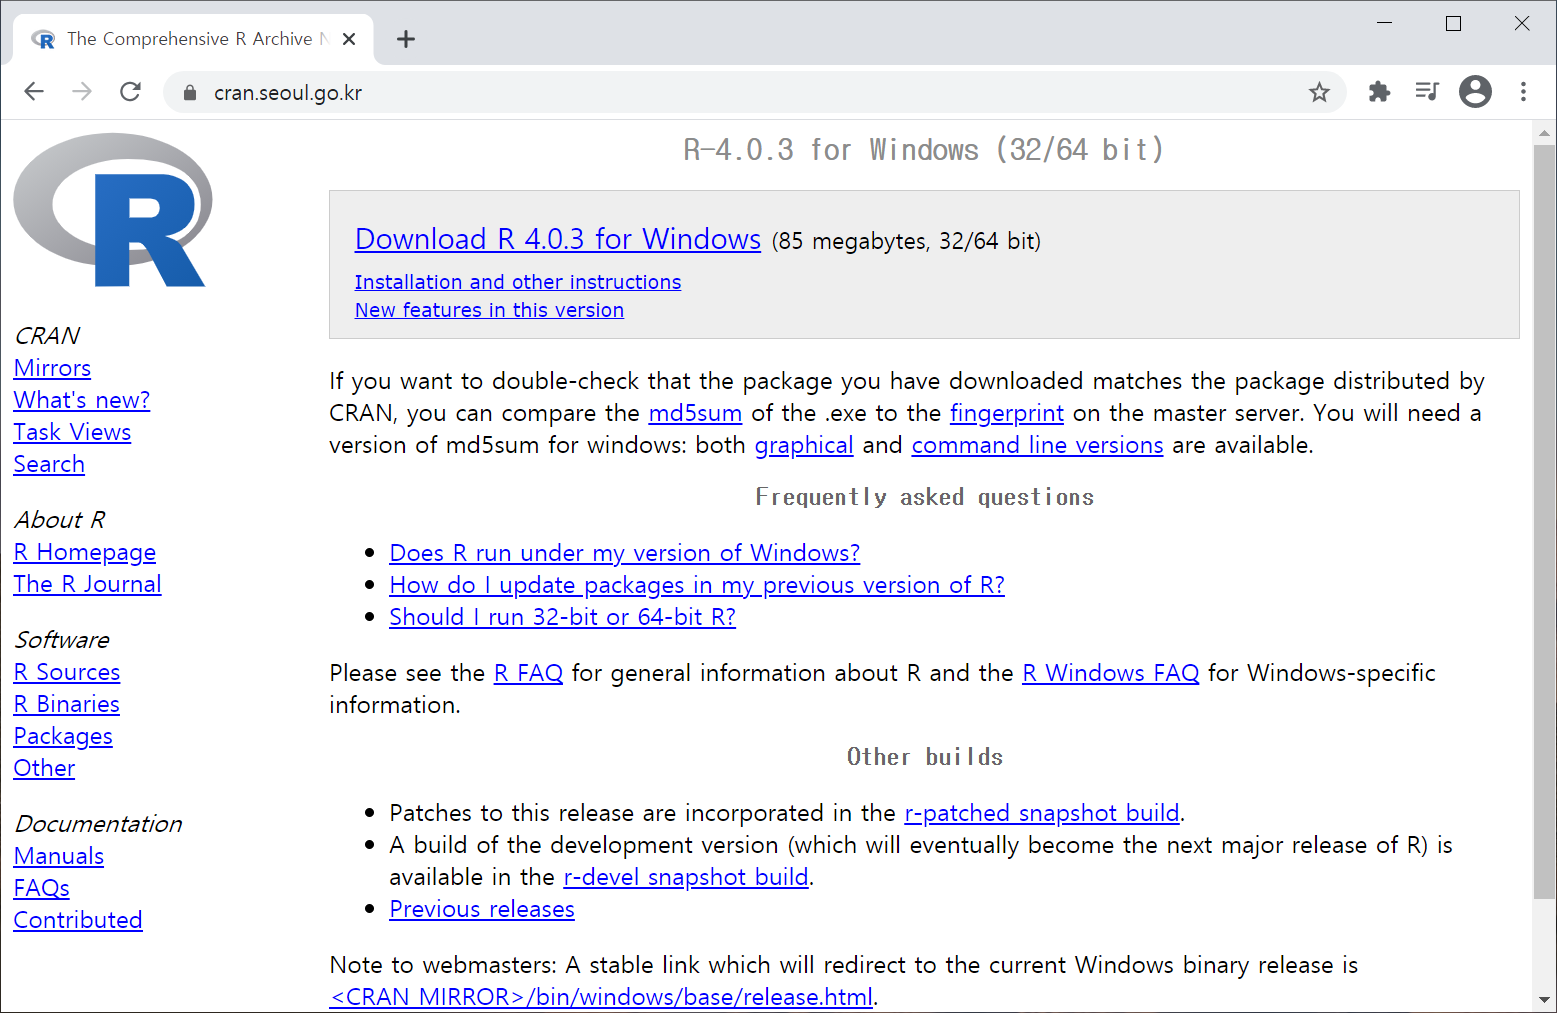 The Comprehensive R Archive N
cran.seoul.go.kr
R
R
CRAN
Mirrors
What's new?
Task Views
Search
About R
R Homepage
The R Journal
Software
R Sources
R Binaries
Packages
Other
Documentation
Manuals
FAQs
Contributed
R-4.0.3 for Windows (32/64 bit)
Download R 4.0.3 for Windows (85 megabytes, 32/64 bit)
Installation and other instructions
New features in this version
If you want to double-check that the package you have downloaded matches the package distributed by
CRAN, you can compare the md5sum of the .exe to the fingerprint on the master server. You will need a
version of md5sum for windows: both graphical and command line versions are available.
Frequently asked questions
Does R run under my version of Windows?
How do I update packages in my previous version of R?
Should I run 32-bit or 64-bit R?
Please see the R FAQ for general information about R and the R Windows FAQ for Windows-specific
information.
Other builds
Patches to this release are incorporated in the r-patched snapshot build.
A build of the development version (which will eventually become the next major release of R) is
available in the r-devel snapshot build.
Previous releases
Note to webmasters: A stable link which will redirect to the current Windows binary release is
<CRAN MIRROR>/bin/windows/base/release.html.